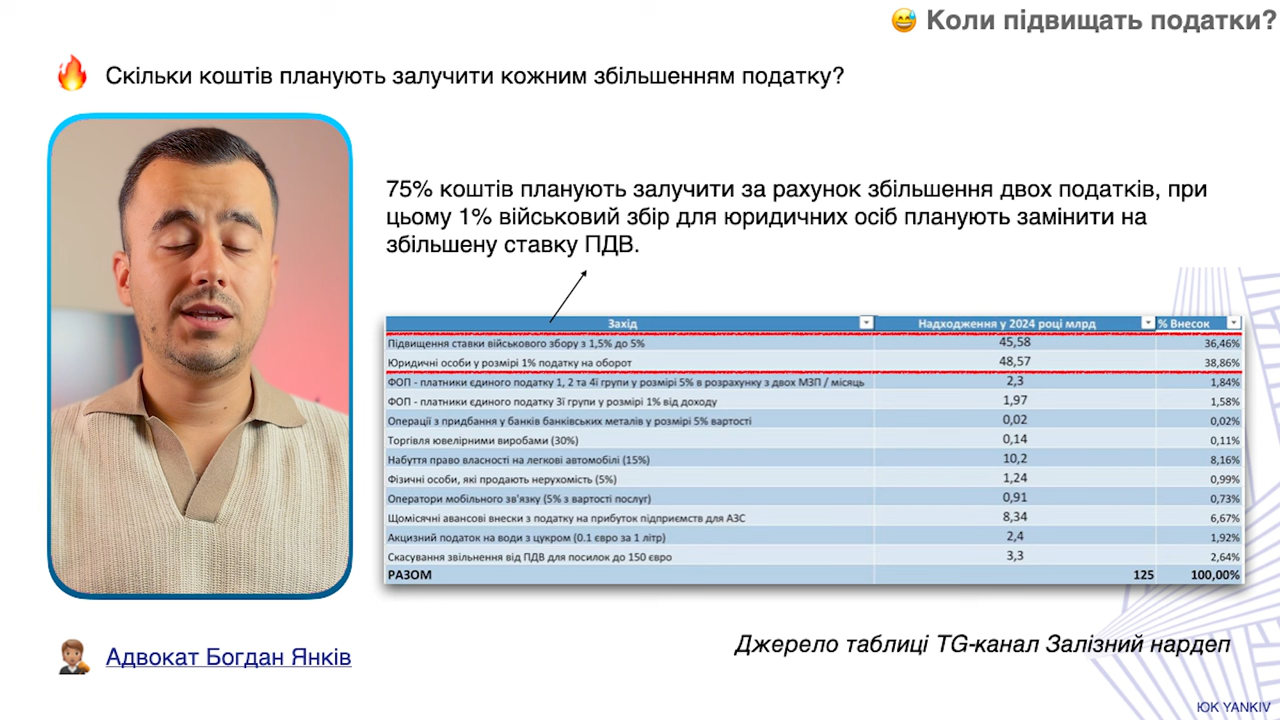 😅 Коли підвищать податки?
🔥 Скільки коштів планують залучити кожним збільшенням податку?
75% коштів планують залучити за рахунок збільшення двох податків, при
цьому 1% військовий збір для юридичних осіб планують замінити на
збільшену ставку ПДВ.
Захід Надходження у 2024 році млрд % Внесок
Підвищення ставки військового збору з 1,5% до 5% 45,58 36,46%
Юридичні особи у розмірі 1% податку на оборот 48,57 38,86%
ФОП - платники єдиного податку 1, 2 та 4ї групи у розмірі 5% в розрахунку з двох МЗП / місяць 2,3 1,84%
ФОП - платники єдиного податку 3ї групи у розмірі 1% від доходу 1,97 1,58%
Операції з придбання у банків банківських металів у розмірі 5% вартості 0,02 0,02%
Торгівля ювелірними виробами (30%) 0,14 0,11%
Набуття право власності на легкові автомобілі (15%) 10,2 8,16%
Фізичні особи, які продають нерухомість (5%) 1,24 0,99%
Оператори мобільного зв'язку (5% з вартості послуг) 0,91 0,73%
Щомісячні авансові внески з податку на прибуток підприємств для АЗС 8,34 6,67%
Акцизний податок на води з цукром (0.1 євро за 1 літр) 2,4 1,92%
Скасування звільнення від ПДВ для посилок до 150 євро 3,3 2,64%
РАЗОМ 125 100,00%
Джерело таблиці TG-канал Залізний нардеп
Адвокат Богдан Янків
ЮК YANKIV